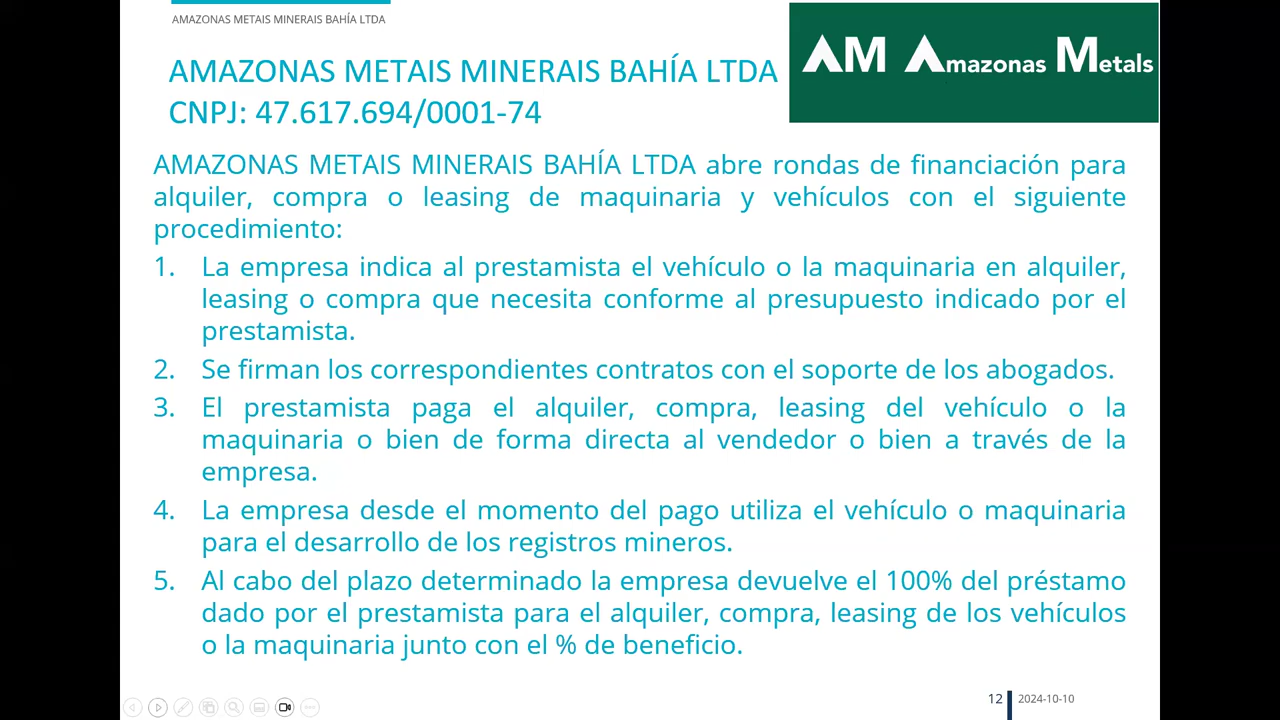 AMAZONAS METAIS MINERAIS BAHÍA LTDA
AM Amazonas Metals
AMAZONAS METAIS MINERAIS BAHÍA LTDA
CNPJ: 47.617.694/0001-74
AMAZONAS METAIS MINERAIS BAHÍA LTDA abre rondas de financiación para
alquiler, compra o leasing de maquinaria y vehículos con el siguiente
procedimiento:
1. La empresa indica al prestamista el vehículo o la maquinaria en alquiler,
leasing o compra que necesita conforme al presupuesto indicado por el
prestamista.
2. Se firman los correspondientes contratos con el soporte de los abogados.
3. El prestamista paga el alquiler, compra, leasing del vehículo o la
maquinaria o bien de forma directa al vendedor o bien a través de la
empresa.
4. La empresa desde el momento del pago utiliza el vehículo o maquinaria
para el desarrollo de los registros mineros.
5. Al cabo del plazo determinado la empresa devuelve el 100% del préstamo
dado por el prestamista para el alquiler, compra, leasing de los vehículos
o la maquinaria junto con el % de beneficio.
12
2024-10-10